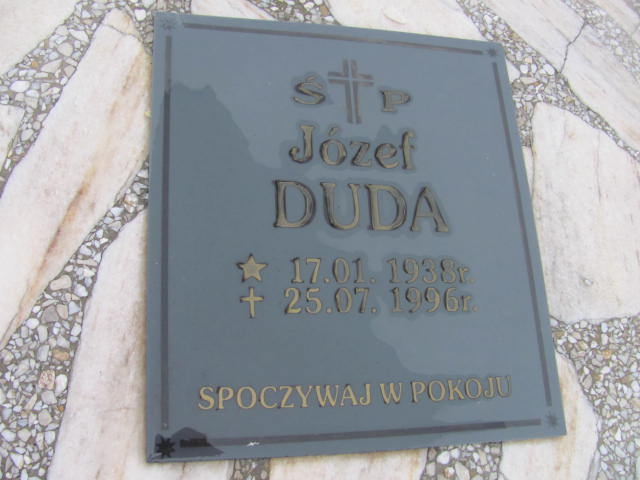 Ś P
Józef
DUDA
17.01. 1938r.
25.07. 1996r.
SPOCZYWAJ W POKOJU